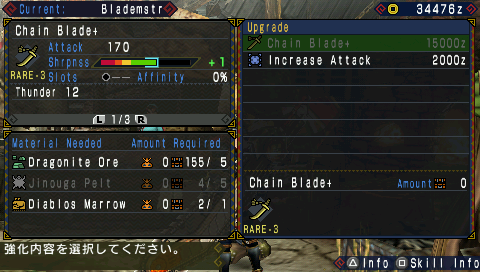 Current: Blademstr
34476z
Chain Blade+
Attack 170
Shrpnss +1
RARE-3 Slots ●—— Affinity 0%
Thunder 12
L 1/3 R
Material Needed Amount Required
Dragonite Ore 0 155/ 5
Jinouga Pelt 0 4/ 5
Diablos Marrow 0 2/ 1
Upgrade
Chain Blade+ 15000z
Increase Attack 2000z
Chain Blade+ Amount 0
RARE-3
強化内容を選択してください。
△ Info □ Skill Info